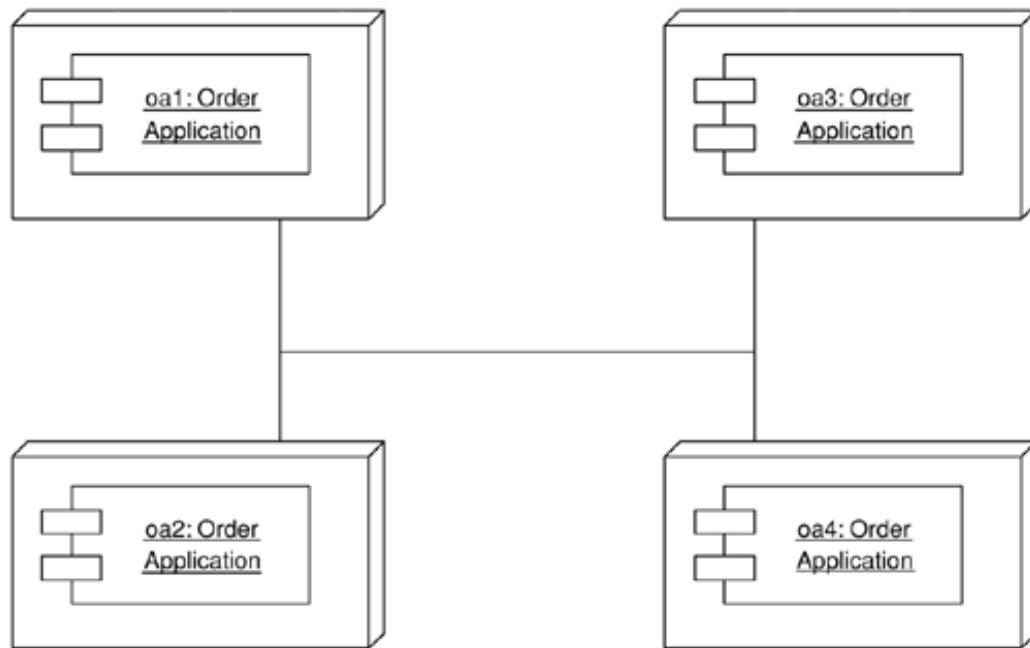 oa1: Order
Application
oa3: Order
Application
oa2: Order
Application
oa4: Order
Application